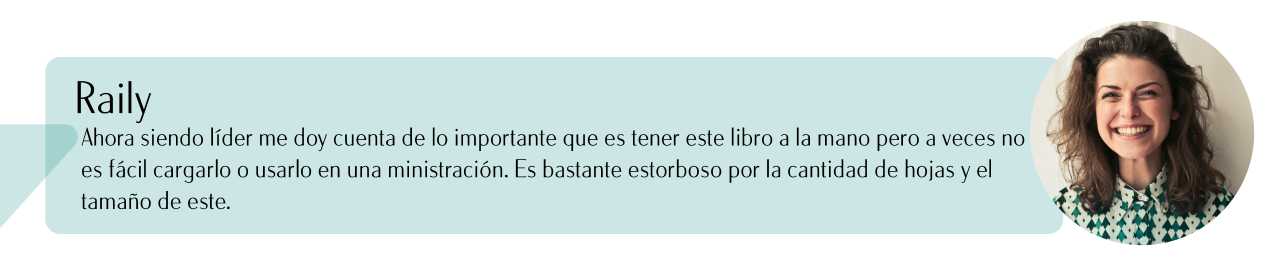 Raily
Ahora siendo líder me doy cuenta de lo importante que es tener este libro a la mano pero a veces no
es fácil cargarlo o usarlo en una ministración. Es bastante estorboso por la cantidad de hojas y el
tamaño de este.